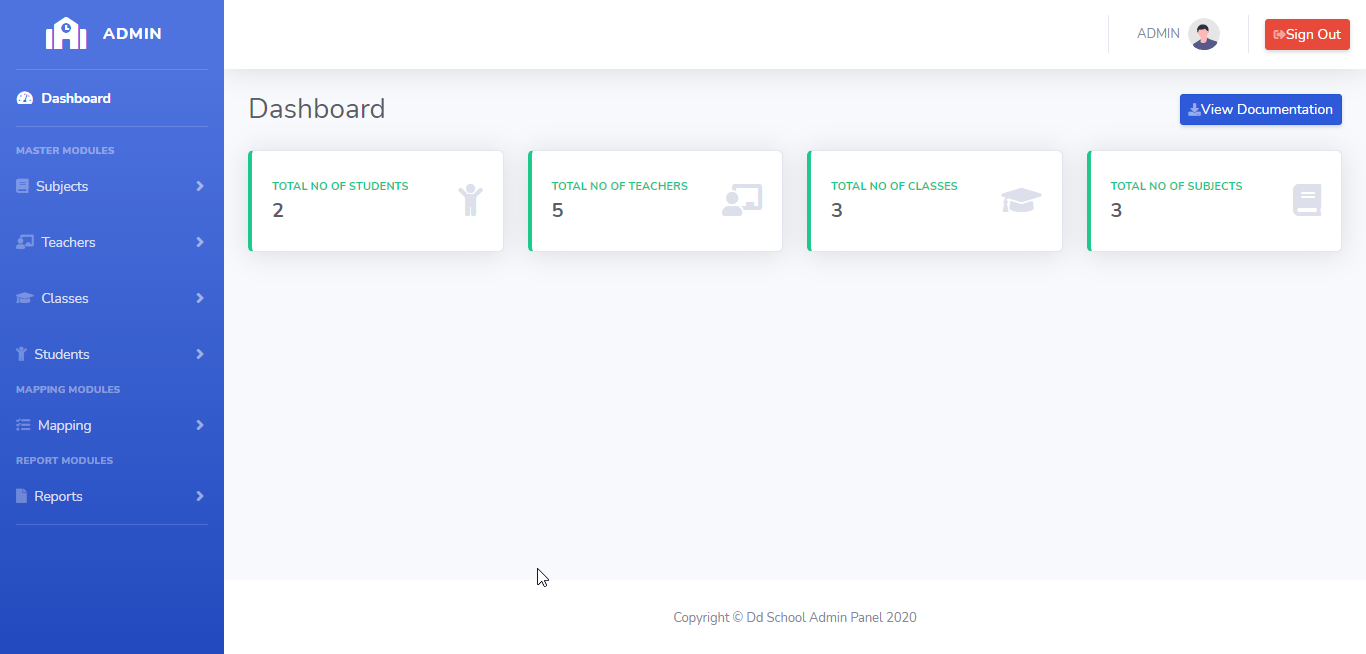 ADMIN
Dashboard
MASTER MODULES
Subjects
Teachers
Classes
Students
MAPPING MODULES
Mapping
REPORT MODULES
Reports
ADMIN
Sign Out
Dashboard
View Documentation
TOTAL NO OF STUDENTS
2
TOTAL NO OF TEACHERS
5
TOTAL NO OF CLASSES
3
TOTAL NO OF SUBJECTS
3
Copyright © Dd School Admin Panel 2020